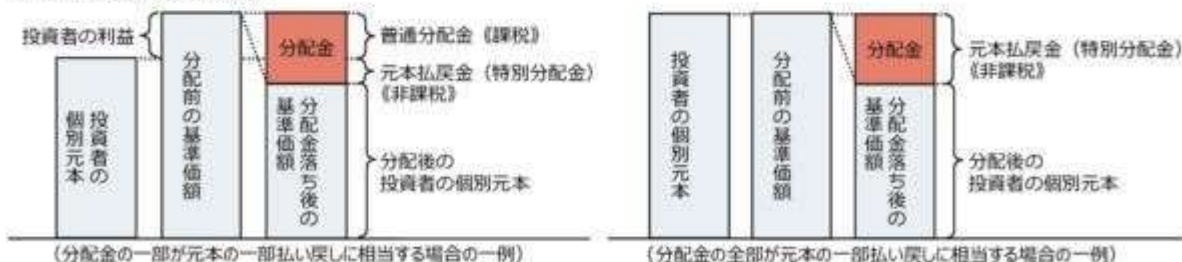 投資者の利益
投資者の
個別元本
分配前の基準価額
分配金
分配金落ち後の
基準価額
普通分配金《課税》
元本払戻金（特別分配金）
《非課税》
分配後の
投資者の個別元本
（分配金の一部が元本の一部払い戻しに相当する場合の一例）
投資者の個別元本
分配前の基準価額
分配金
分配金落ち後の
基準価額
元本払戻金（特別分配金）
《非課税》
分配後の
投資者の個別元本
（分配金の全部が元本の一部払い戻しに相当する場合の一例）